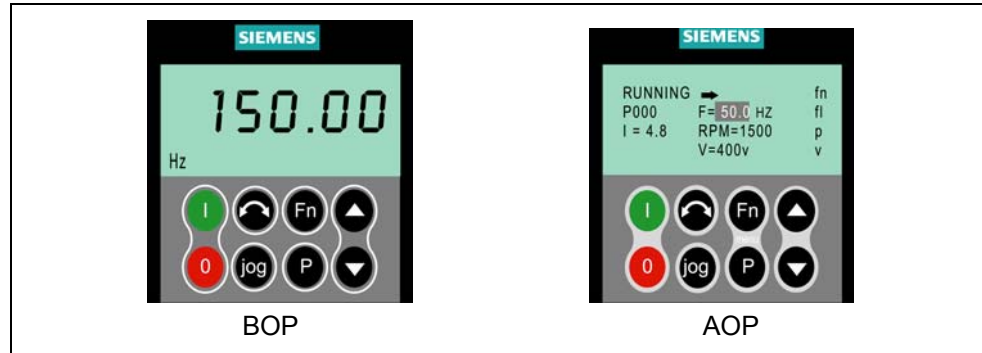 SIEMENS
150.00
Hz
I
Fn
0
jog
P
BOP
SIEMENS
RUNNING fn
P000 F= 50.0 HZ fl
I = 4.8 RPM=1500 p
V=400v v
I
Fn
0
jog
P
AOP